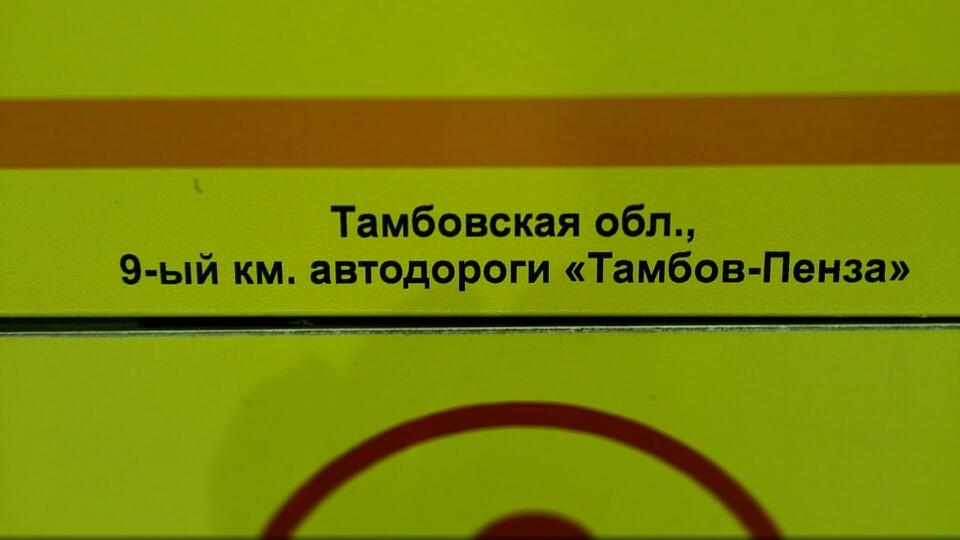 Тамбовская обл.,
9-ый км. автодороги «Тамбов-Пенза»